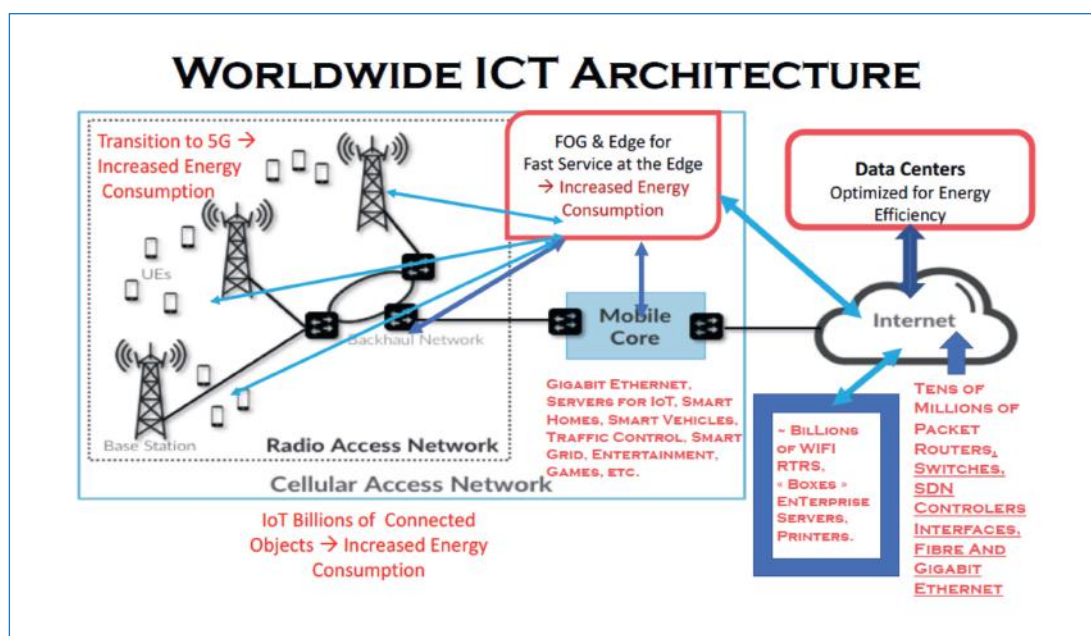 WORLDWIDE ICT ARCHITECTURE
Transition to 5G →
Increased Energy
Consumption
FOG & Edge for
Fast Service at the Edge
→ Increased Energy
Consumption
Data Centers
Optimized for Energy
Efficiency
UEs
Backhaul Network
Mobile
Core
Internet
Base Station
Radio Access Network
Cellular Access Network
GIGABIT ETHERNET,
SERVERS FOR IOT, SMART
HOMES, SMART VEHICLES,
TRAFFIC CONTROL, SMART
GRID, ENTERTAINMENT,
GAMES, ETC.
~ BILLIONS
OF WIFI
RTRS,
« BOXES »
ENTERPRISE
SERVERS,
PRINTERS.
TENS OF
MILLIONS OF
PACKET
ROUTERS,
SWITCHES,
SDN
CONTROLERS
INTERFACES,
FIBRE AND
GIGABIT
ETHERNET
IoT Billions of Connected
Objects → Increased Energy
Consumption